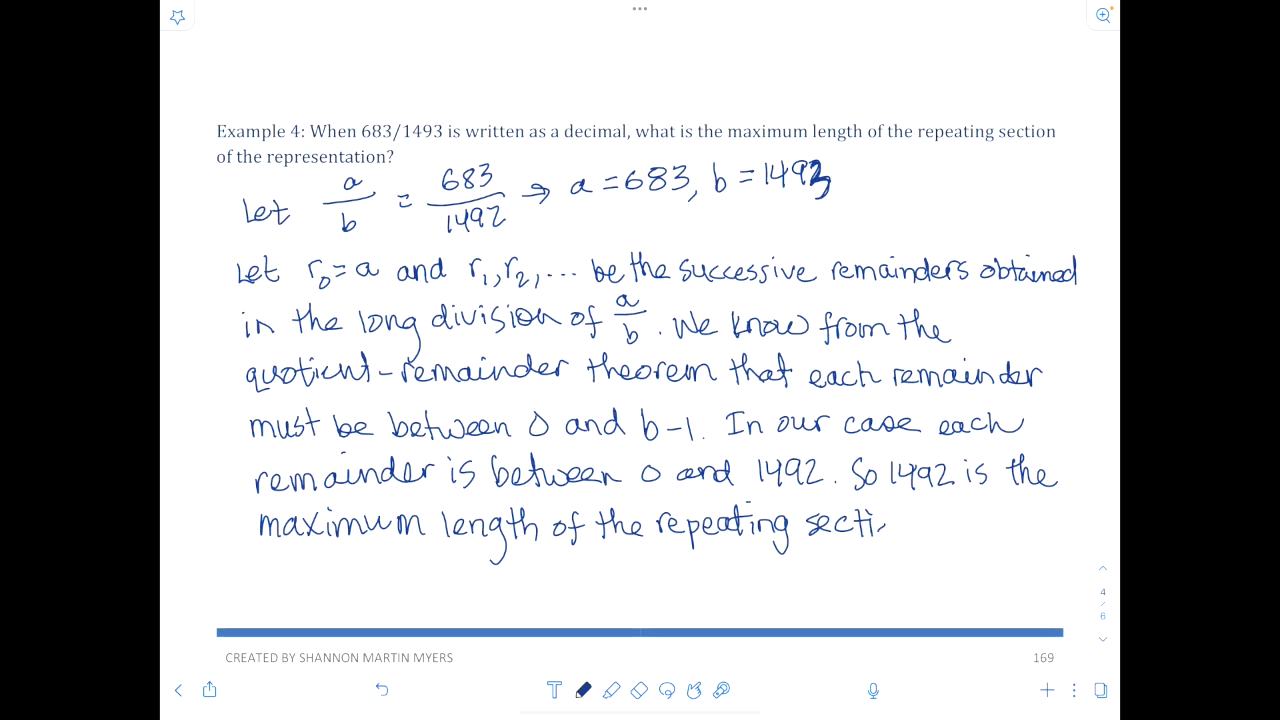 Example 4: When 683/1493 is written as a decimal, what is the maximum length of the repeating section
of the representation?
Let a/b = 683/1492 ⇒ a = 683, b = 1493
Let r₀ = a and r₁, r₂, ... be the successive remainders obtained
in the long division of a/b. We know from the
quotient-remainder theorem that each remainder
must be between 0 and b-1. In our case each
remainder is between 0 and 1492. So 1492 is the
maximum length of the repeating secti
4
/
6
CREATED BY SHANNON MARTIN MYERS
169
T